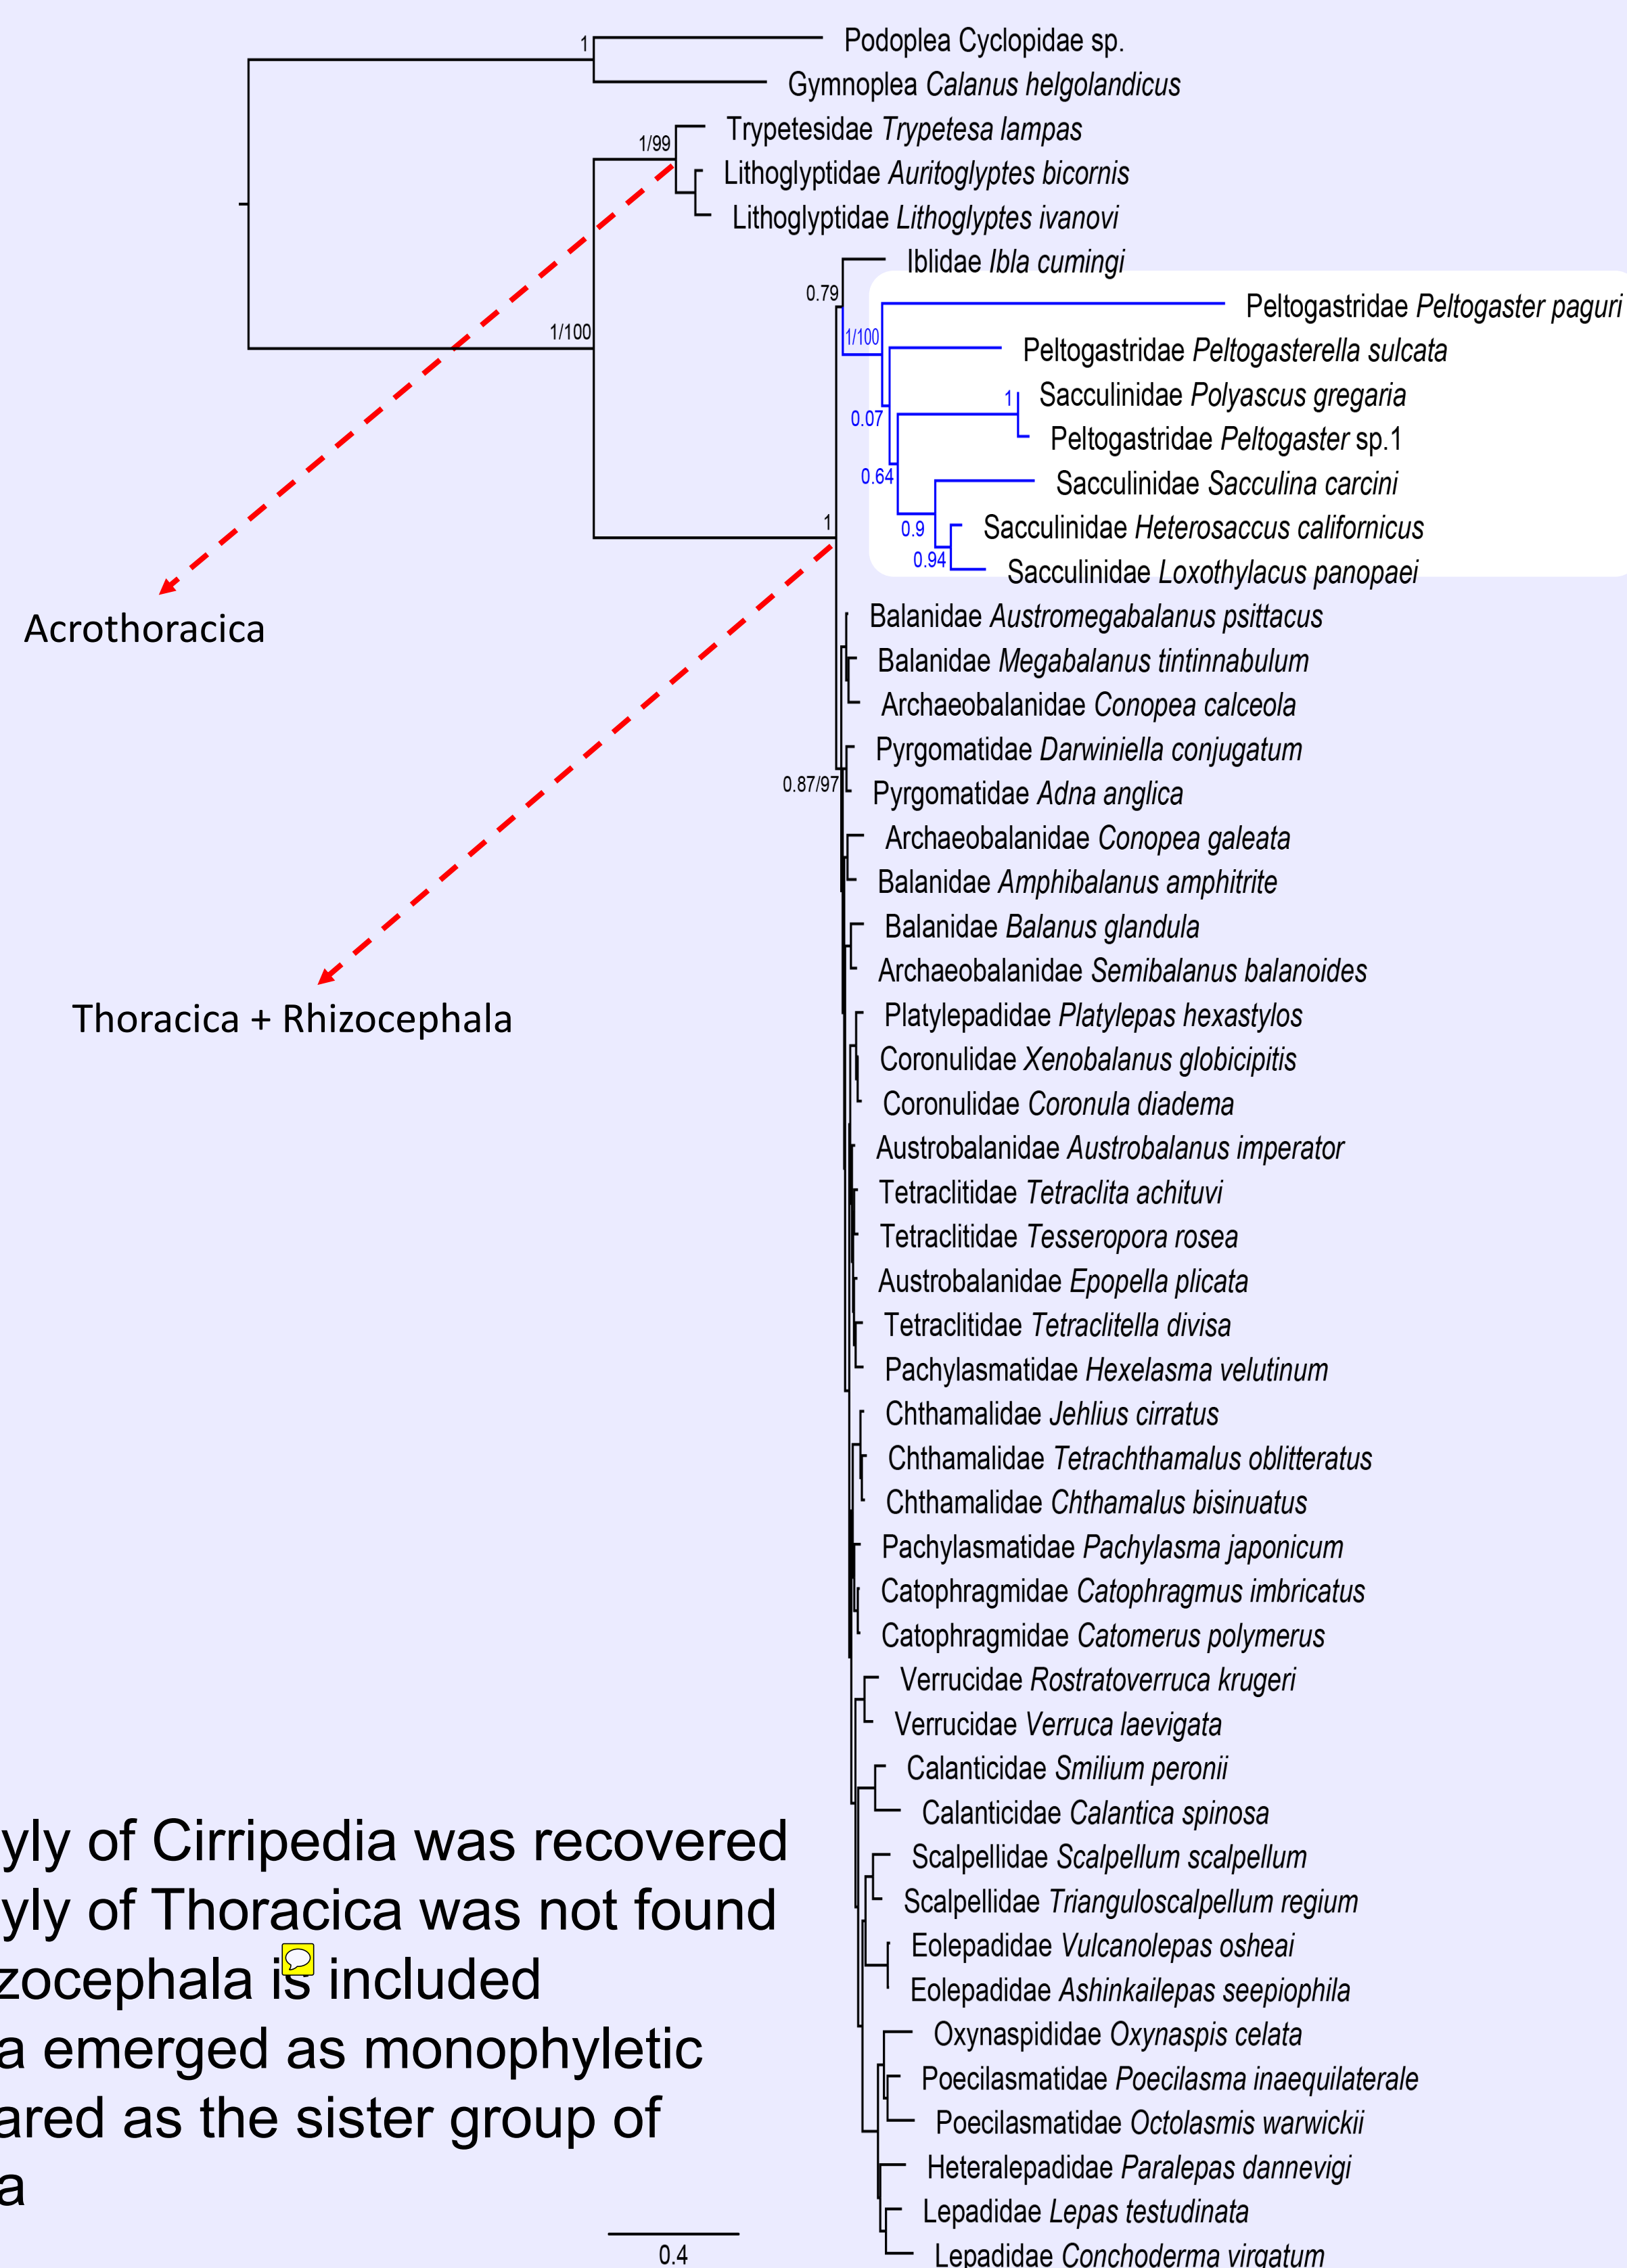 1
Podoplea Cyclopidae sp.
Gymnoplea Calanus helgolandicus
1/99
Trypetesidae Trypetesa lampas
Lithoglyptidae Auritoglyptes bicornis
Lithoglyptidae Lithoglyptes ivanovi
Iblidae Ibla cumingi
0.79
Peltogastridae Peltogaster paguri
1/100
1/100
Peltogastridae Peltogasterella sulcata
1
Sacculinidae Polyascus gregaria
0.07
Peltogastridae Peltogaster sp.1
0.64
Sacculinidae Sacculina carcini
1
0.9
Sacculinidae Heterosaccus californicus
0.94
Sacculinidae Loxothylacus panopaei
Acrothoracica
Balanidae Austromegabalanus psittacus
Balanidae Megabalanus tintinnabulum
Archaeobalanidae Conopea calceola
Pyrgomatidae Darwiniella conjugatum
0.87/97
Pyrgomatidae Adna anglica
Archaeobalanidae Conopea galeata
Balanidae Amphibalanus amphitrite
Balanidae Balanus glandula
Archaeobalanidae Semibalanus balanoides
Thoracica + Rhizocephala
Platylepadidae Platylepas hexastylos
Coronulidae Xenobalanus globicipitis
Coronulidae Coronula diadema
Austrobalanidae Austrobalanus imperator
Tetraclitidae Tetraclita achituvi
Tetraclitidae Tesseropora rosea
Austrobalanidae Epopella plicata
Tetraclitidae Tetraclitella divisa
Pachylasmatidae Hexelasma velutinum
Chthamalidae Jehlius cirratus
Chthamalidae Tetrachthamalus oblitteratus
Chthamalidae Chthamalus bisinuatus
Pachylasmatidae Pachylasma japonicum
Catophragmidae Catophragmus imbricatus
Catophragmidae Catomerus polymerus
Verrucidae Rostratoverruca krugeri
Verrucidae Verruca laevigata
Calanticidae Smilium peronii
Calanticidae Calantica spinosa
Scalpellidae Scalpellum scalpellum
Scalpellidae Trianguloscalpellum regium
Eolepadidae Vulcanolepas osheai
Eolepadidae Ashinkailepas seepiophila
Oxynaspididae Oxynaspis celata
Poecilasmatidae Poecilasma inaequilaterale
Poecilasmatidae Octolasmis warwickii
Heteralepadidae Paralepas dannevigi
Lepadidae Lepas testudinata
Lepadidae Conchoderma virgatum
yly of Cirripedia was recovered
yly of Thoracica was not found
zocephala is included
a emerged as monophyletic
ared as the sister group of
a
0.4